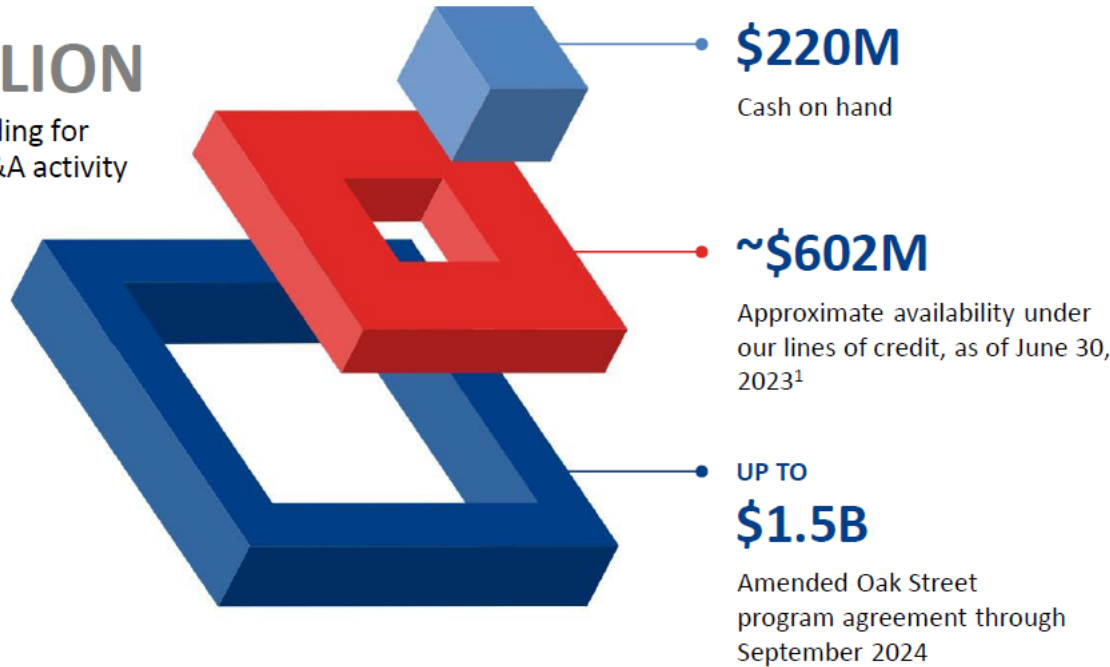 LION
ling for
&A activity
$220M
Cash on hand
~$602M
Approximate availability under
our lines of credit, as of June 30,
2023¹
UP TO
$1.5B
Amended Oak Street
program agreement through
September 2024